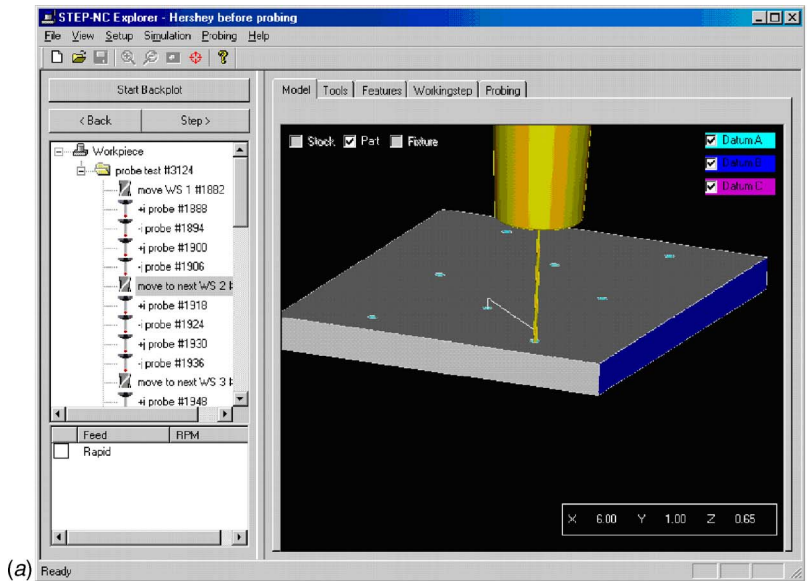 STEP-NC Explorer - Hershey before probing
File View Setup Simulation Probing Help
Start Backplot
< Back Step >
Workpiece
probe test #3124
move WS 1 #1882
+i probe #1888
-i probe #1894
+j probe #1900
-j probe #1906
move to next WS 2 #
+i probe #1918
-i probe #1924
+j probe #1930
-j probe #1936
move to next WS 3 #
+i probe #1948
Feed RPM
Rapid
Model Tools Features Workingstep Probing
Stock Part Fixture
Datum A
Datum B
Datum C
X 6.00 Y 1.00 Z 0.65
(a)
Ready